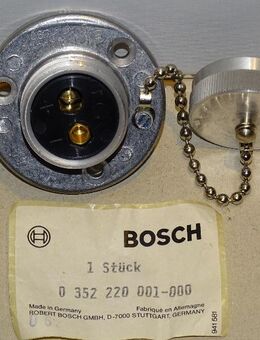 BOSCH
1 Stück
0 352 220 001-000
Made in Germany Fabriqué en Allemagne
ROBERT BOSCH GMBH, D-7000 STUTTGART, GERMANY
941 581